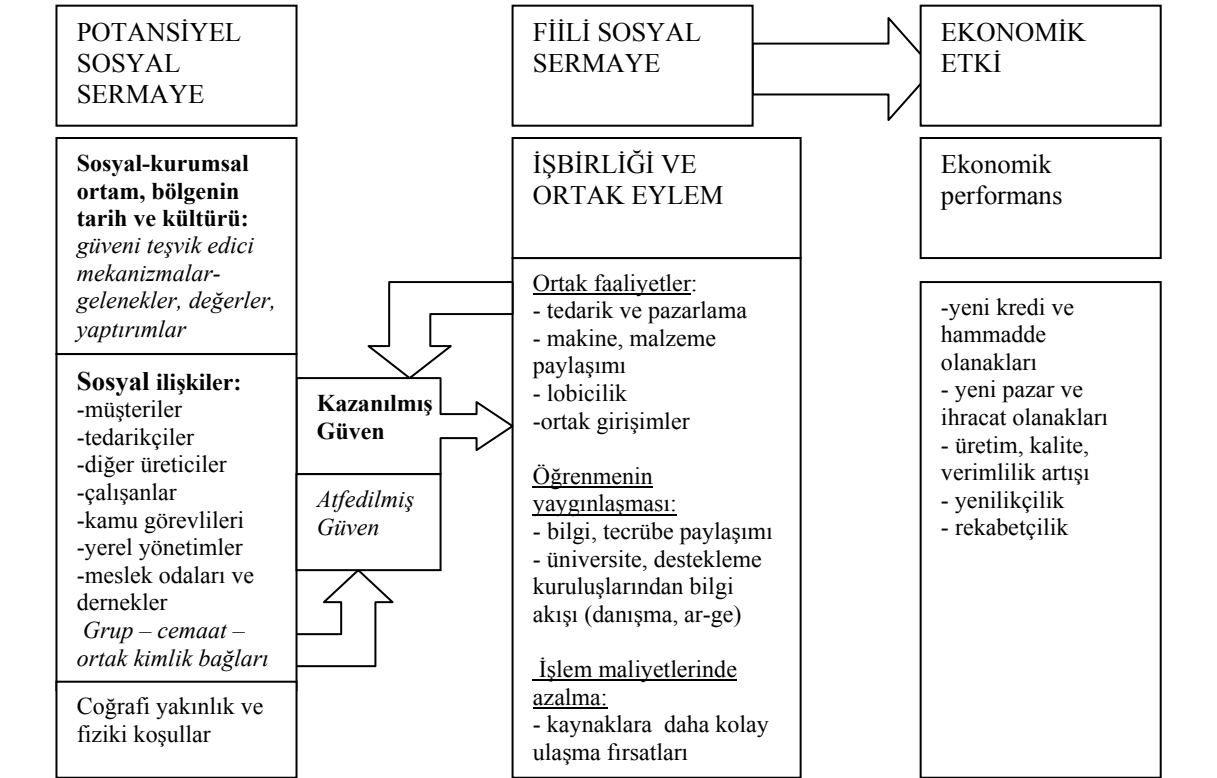 POTANSİYEL
SOSYAL
SERMAYE
FİİLİ SOSYAL
SERMAYE
EKONOMİK
ETKİ
Sosyal-kurumsal
ortam, bölgenin
tarih ve kültürü:
güveni teşvik edici
mekanizmalar-
gelenekler, değerler,
yaptırımlar
Sosyal ilişkiler:
-müşteriler
-tedarikçiler
-diğer üreticiler
-çalışanlar
-kamu görevlileri
-yerel yönetimler
-meslek odaları ve
dernekler
Grup – cemaat –
ortak kimlik bağları
Coğrafi yakınlık ve
fiziki koşullar
Kazanılmış
Güven
Atfedilmiş
Güven
İŞBİRLİĞİ VE
ORTAK EYLEM
Ortak faaliyetler:
- tedarik ve pazarlama
- makine, malzeme
paylaşımı
- lobicilik
-ortak girişimler
Öğrenmenin
yaygınlaşması:
- bilgi, tecrübe paylaşımı
- üniversite, destekleme
kuruluşlarından bilgi
akışı (danışma, ar-ge)
İşlem maliyetlerinde
azalma:
- kaynaklara daha kolay
ulaşma fırsatları
Ekonomik
performans
-yeni kredi ve
hammadde
olanakları
- yeni pazar ve
ihracat olanakları
- üretim, kalite,
verimlilik artışı
- yenilikçilik
- rekabetçilik